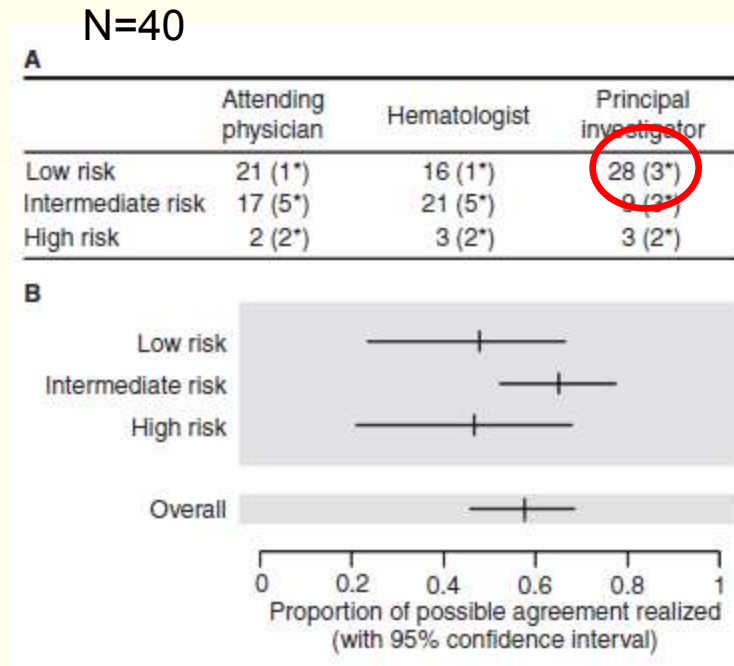 N=40
A
Attending physician Hematologist Principal investigator
Low risk 21 (1*) 16 (1*) 28 (3*)
Intermediate risk 17 (5*) 21 (5*) 9 (3*)
High risk 2 (2*) 3 (2*) 3 (2*)
B
Low risk
Intermediate risk
High risk
Overall
0 0.2 0.4 0.6 0.8 1
Proportion of possible agreement realized
(with 95% confidence interval)